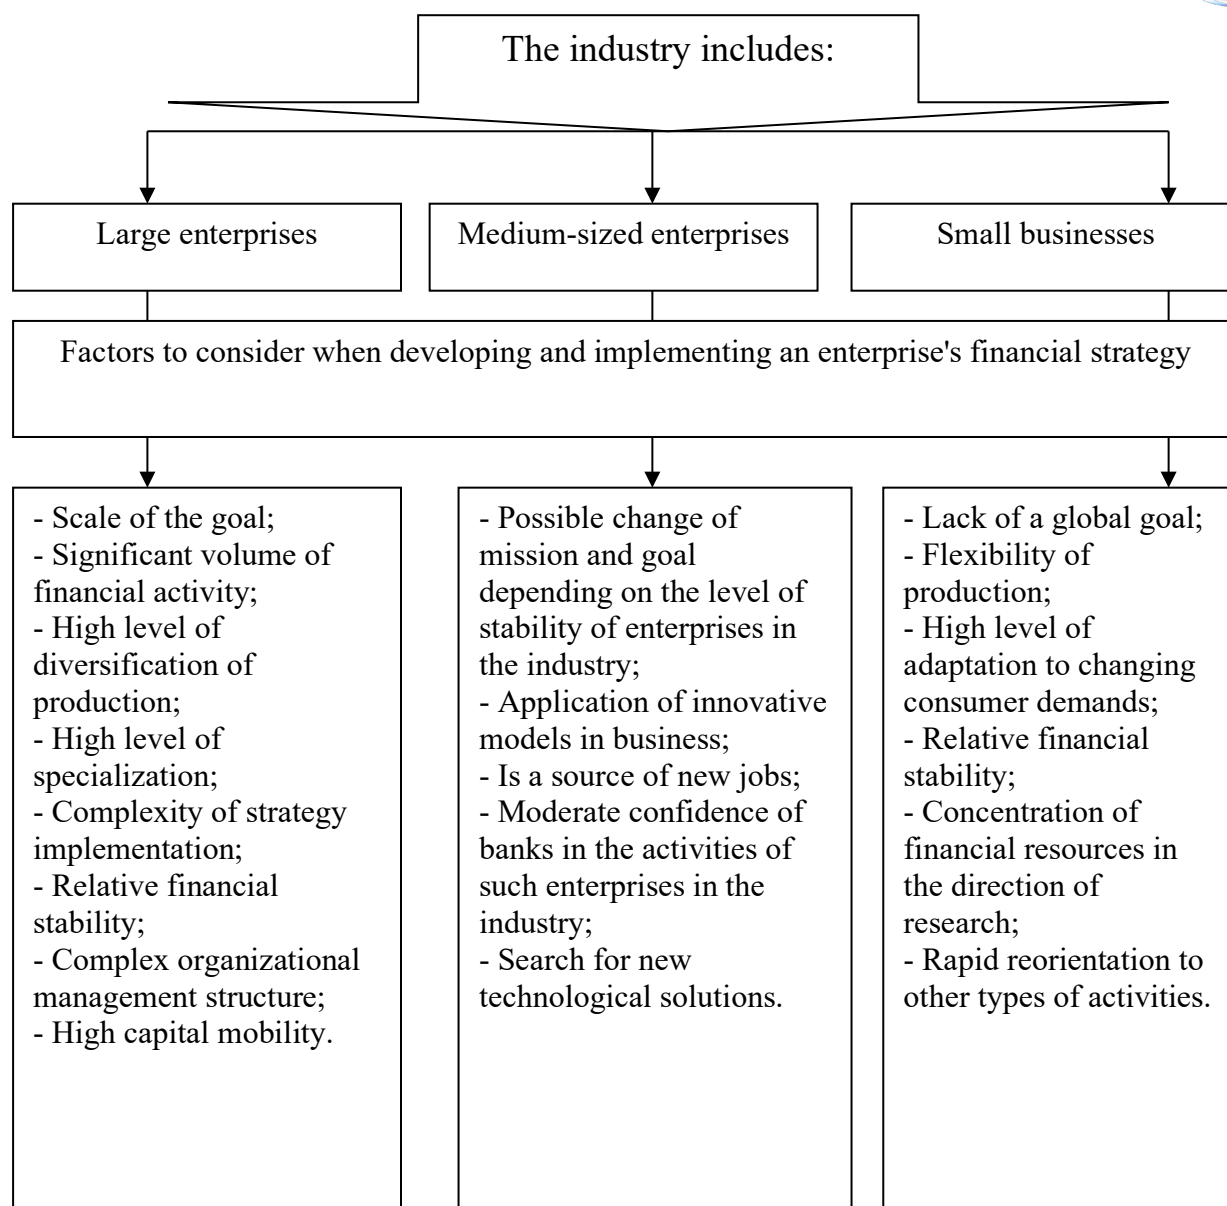 The industry includes:
Large enterprises
Medium-sized enterprises
Small businesses
Factors to consider when developing and implementing an enterprise's financial strategy
- Scale of the goal;
- Significant volume of
financial activity;
- High level of
diversification of
production;
- High level of
specialization;
- Complexity of strategy
implementation;
- Relative financial
stability;
- Complex organizational
management structure;
- High capital mobility.
- Possible change of
mission and goal
depending on the level of
stability of enterprises in
the industry;
- Application of innovative
models in business;
- Is a source of new jobs;
- Moderate confidence of
banks in the activities of
such enterprises in the
industry;
- Search for new
technological solutions.
- Lack of a global goal;
- Flexibility of
production;
- High level of
adaptation to changing
consumer demands;
- Relative financial
stability;
- Concentration of
financial resources in
the direction of
research;
- Rapid reorientation to
other types of activities.